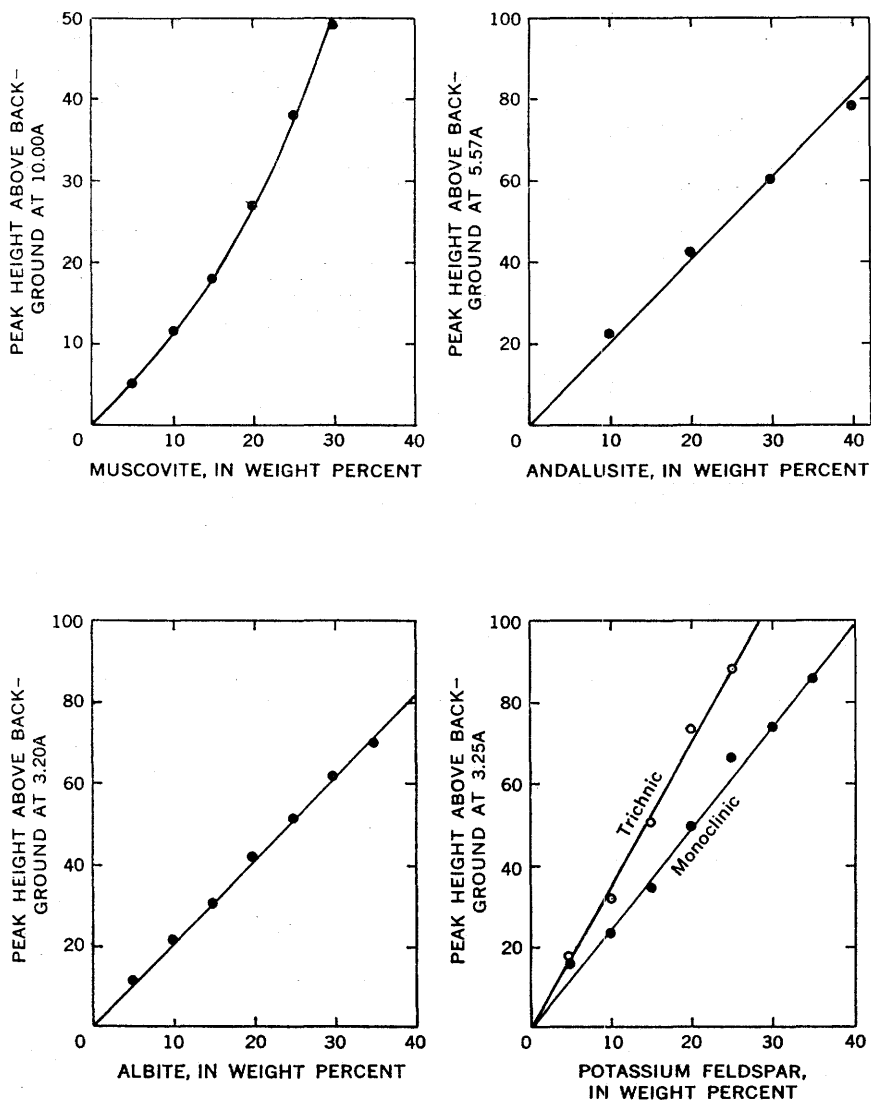 50
40
30
20
10
0
10
20
30
40
PEAK HEIGHT ABOVE BACK–
GROUND AT 10.00A
MUSCOVITE, IN WEIGHT PERCENT
100
80
60
40
20
0
10
20
30
40
PEAK HEIGHT ABOVE BACK–
GROUND AT 5.57A
ANDALUSITE, IN WEIGHT PERCENT
100
80
60
40
20
0
10
20
30
40
PEAK HEIGHT ABOVE BACK–
GROUND AT 3.20A
ALBITE, IN WEIGHT PERCENT
100
80
60
40
20
0
10
20
30
40
PEAK HEIGHT ABOVE BACK–
GROUND AT 3.25A
Trichnic
Monoclinic
POTASSIUM FELDSPAR,
IN WEIGHT PERCENT